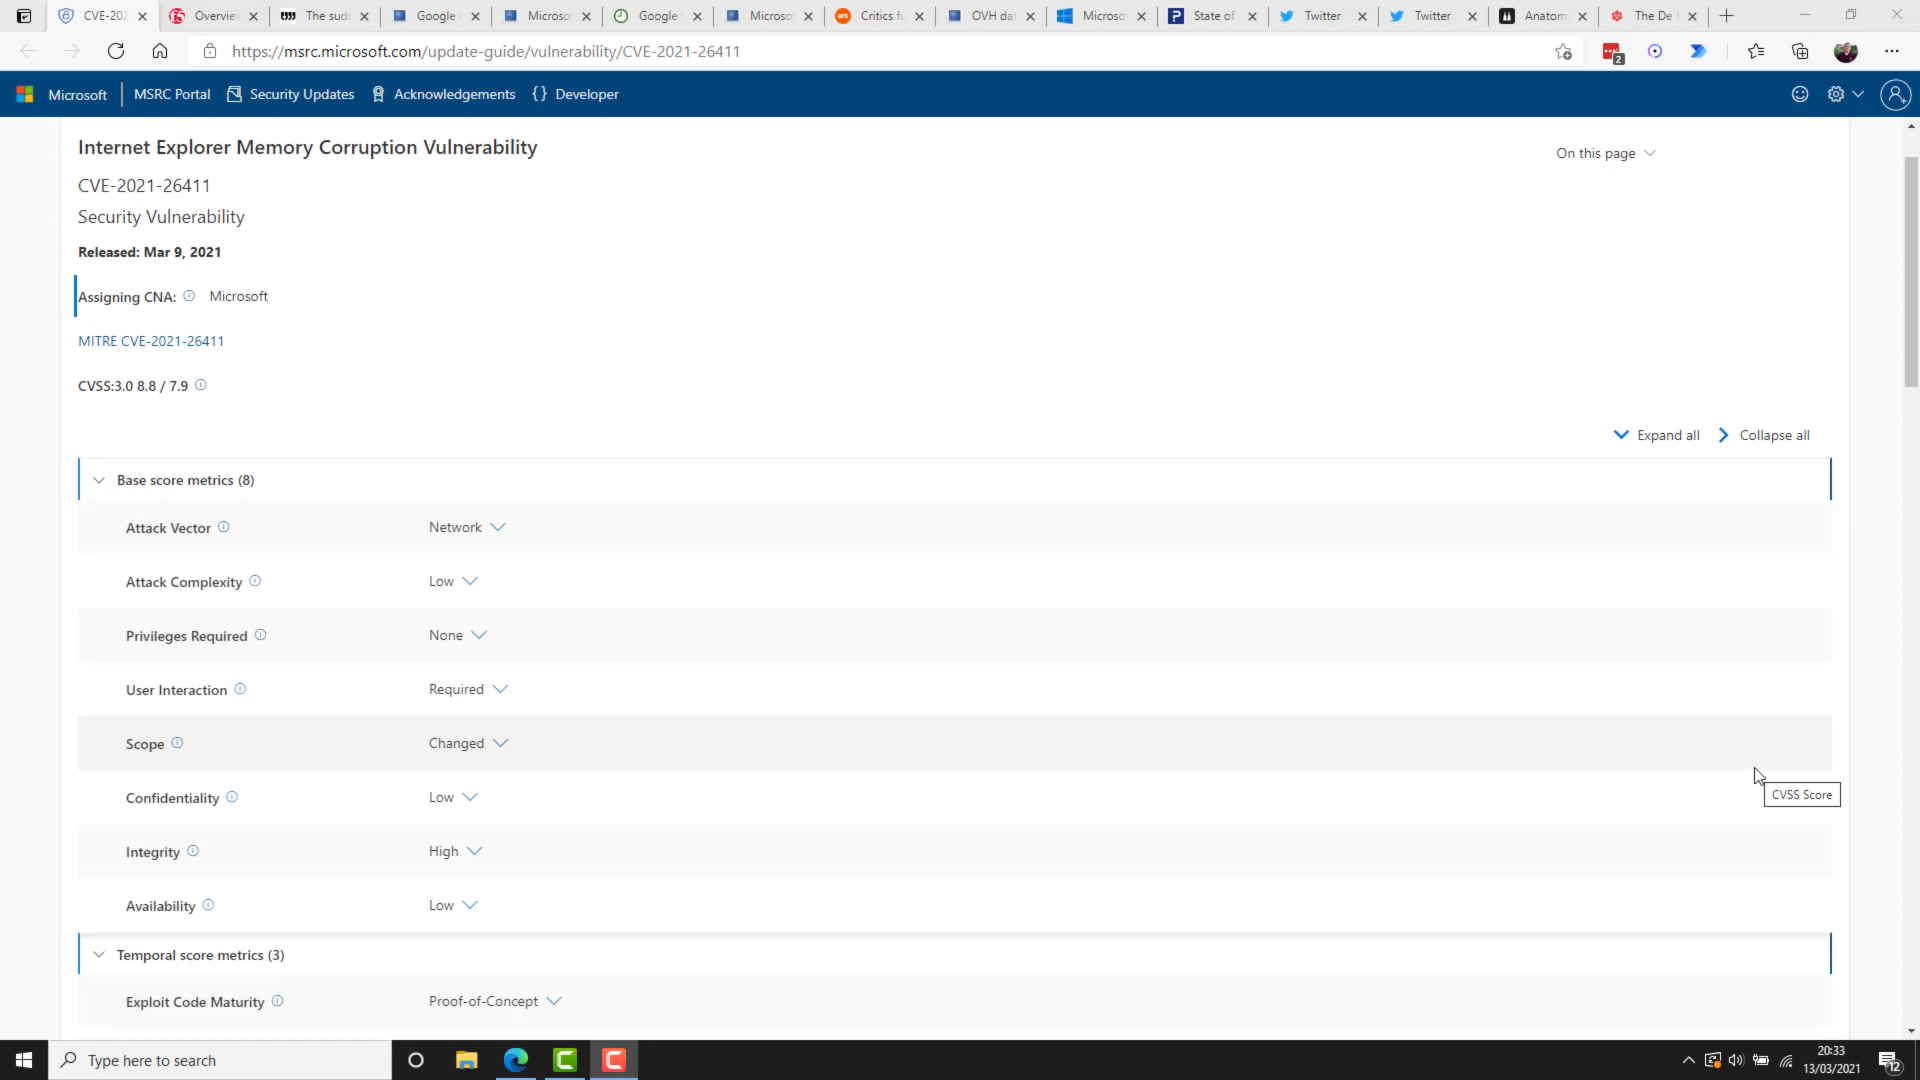 CVE-202
Overvie
The sud
Google
Microso
Google
Microso
Critics fu
OVH da
Microso
State of
Twitter
Twitter
Anatom
The De
https://msrc.microsoft.com/update-guide/vulnerability/CVE-2021-26411
2
Microsoft
MSRC Portal
Security Updates
Acknowledgements
Developer
Internet Explorer Memory Corruption Vulnerability
On this page
CVE-2021-26411
Security Vulnerability
Released: Mar 9, 2021
Assigning CNA: Microsoft
MITRE CVE-2021-26411
CVSS:3.0 8.8 / 7.9
Expand all
Collapse all
Base score metrics (8)
Attack Vector Network
Attack Complexity Low
Privileges Required None
User Interaction Required
Scope Changed
Confidentiality Low
CVSS Score
Integrity High
Availability Low
Temporal score metrics (3)
Exploit Code Maturity Proof-of-Concept
Type here to search
20:33
13/03/2021
12